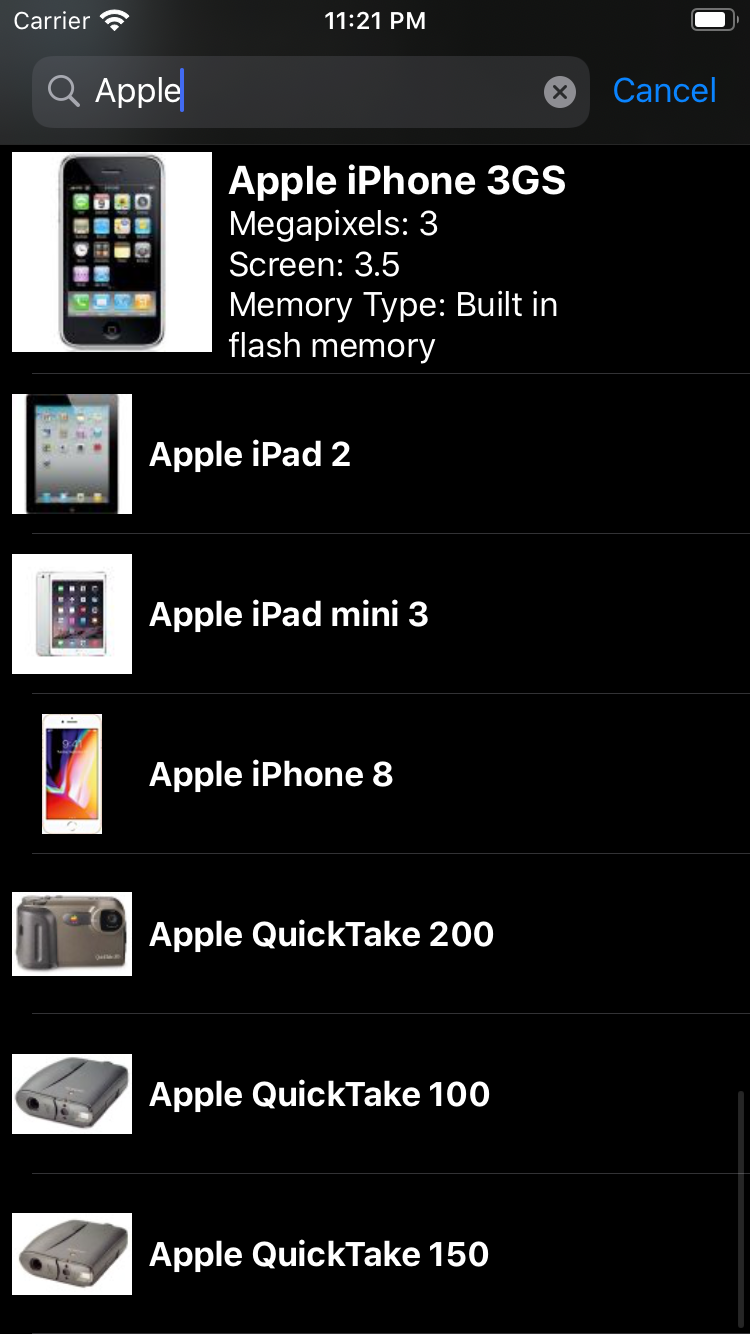 Carrier 11:21 PM
Apple Cancel
Apple iPhone 3GS
Megapixels: 3
Screen: 3.5
Memory Type: Built in
flash memory
Apple iPad 2
Apple iPad mini 3
9:41
Apple iPhone 8
Apple QuickTake 200
Apple QuickTake 100
Apple QuickTake 150